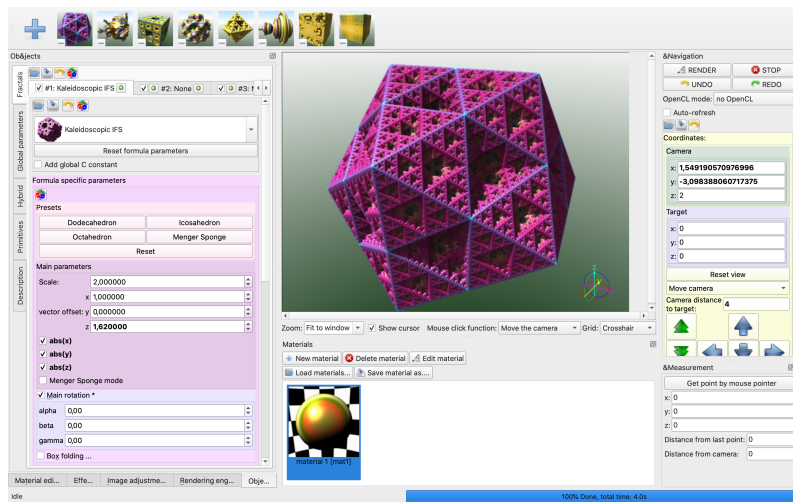 Objects
&Navigation
RENDER
STOP
UNDO
REDO
OpenCL mode: no OpenCL
Auto-refresh
Coordinates:
Camera
x: 1,549190570976996
y: -3,098388060717375
z: 2
Target
x: 0
y: 0
z: 0
Reset view
Move camera
Camera distance to target: 4
Fractals
Global parameters
Hybrid
Primitives
Description
#1: Kaleidoscopic IFS
#2: None
#3: 
Kaleidoscopic IFS
Reset formula parameters
Add global C constant
Formula specific parameters
Presets
Dodecahedron
Icosahedron
Octahedron
Menger Sponge
Reset
Main parameters
Scale: 2,000000
x 1,000000
vector offset: y 0,000000
z 1,620000
abs(x)
abs(y)
abs(z)
Menger Sponge mode
Main rotation *
alpha 0,00
beta 0,00
gamma 0,00
Box folding ...
Material edi...
Effe...
Image adjustme...
Rendering eng...
Obje...
Zoom: Fit to window
Show cursor
Mouse click function: Move the camera
Grid: Crosshair
Materials
New material
Delete material
Edit material
Load materials...
Save material as....
material 1 [mat1]
&Measurement
Get point by mouse pointer
x: 0
y: 0
z: 0
Distance from last point: 0
Distance from camera: 0
Idle
100% Done, total time: 4.0s